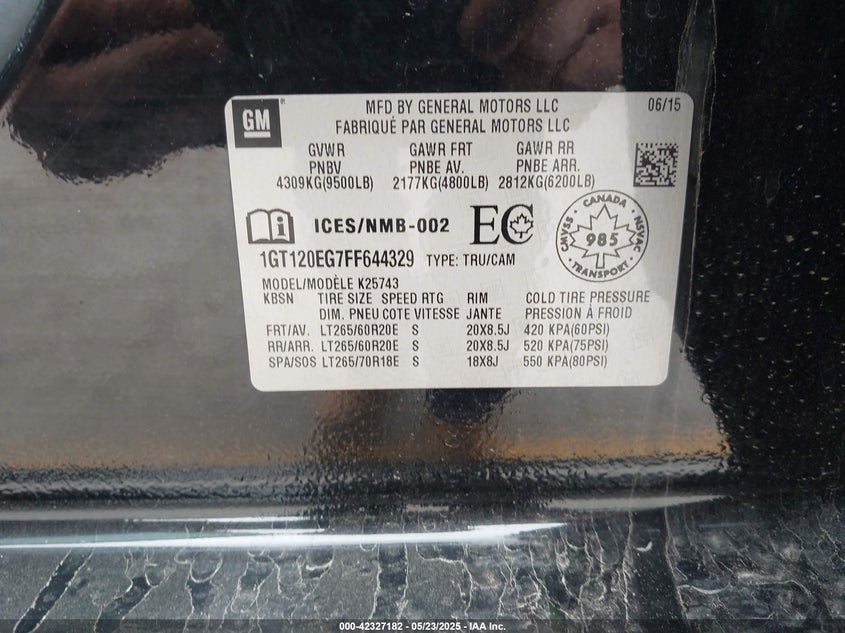 GM
MFD BY GENERAL MOTORS LLC 06/15
FABRIQUÉ PAR GENERAL MOTORS LLC
GVWR GAWR FRT GAWR RR
PNBV PNBE AV. PNBE ARR.
4309KG(9500LB) 2177KG(4800LB) 2812KG(6200LB)
ICES/NMB-002 EC
CANADA
CMVSS 985 NSVAC
TRANSPORT
1GT120EG7FF644329 TYPE: TRU/CAM
MODEL/MODÈLE K25743
KBSN TIRE SIZE SPEED RTG RIM COLD TIRE PRESSURE
DIM. PNEU COTE VITESSE JANTE PRESSION À FROID
FRT/AV. LT265/60R20E S 20X8.5J 420 KPA(60PSI)
RR/ARR. LT265/60R20E S 20X8.5J 520 KPA(75PSI)
SPA/SOS LT265/70R18E S 18X8J 550 KPA(80PSI)
000-42327182 - 05/23/2025 - IAA Inc.